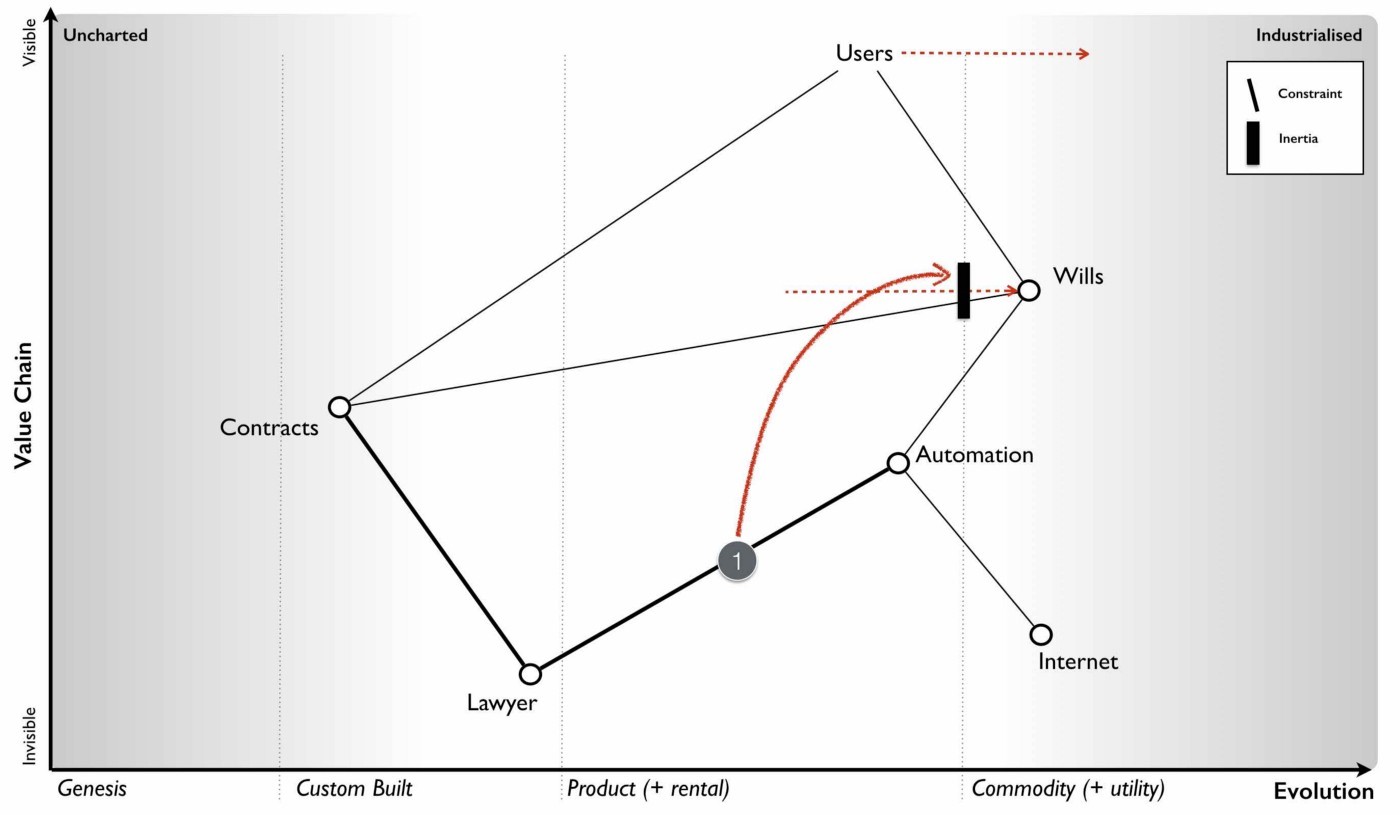 Visible
Uncharted
Users
Industrialised
Constraint
Inertia
Wills
Value Chain
Contracts
Automation
1
Internet
Lawyer
Invisible
Genesis
Custom Built
Product (+ rental)
Commodity (+ utility)
Evolution